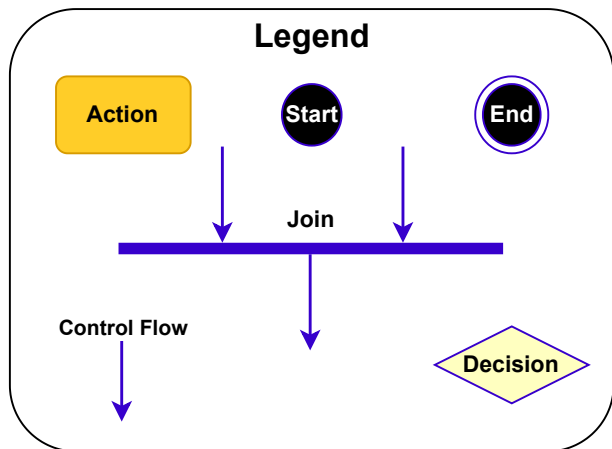 Legend
Action
Start
End
Join
Control Flow
Decision